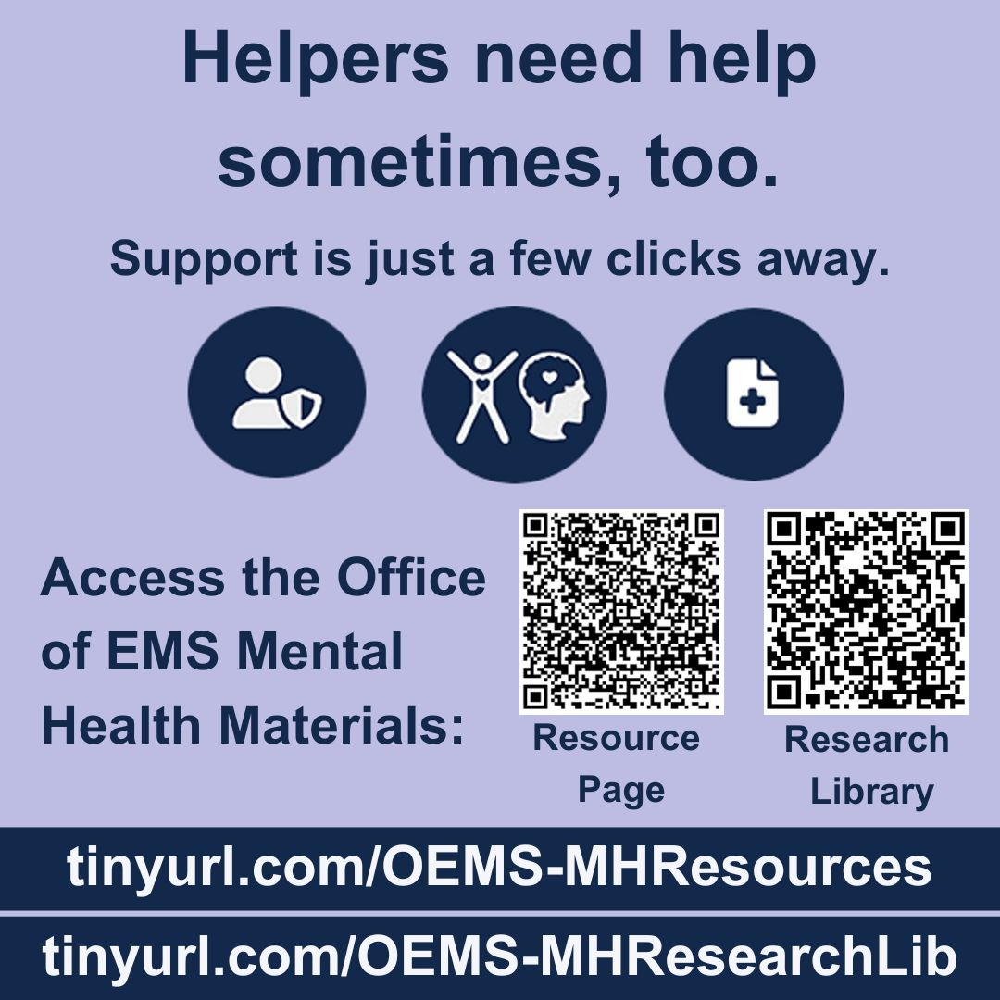 Helpers need help
sometimes, too.
Support is just a few clicks away.
Access the Office
of EMS Mental
Health Materials:
Resource
Page
Research
Library
tinyurl.com/OEMS-MHResources
tinyurl.com/OEMS-MHResearchLib